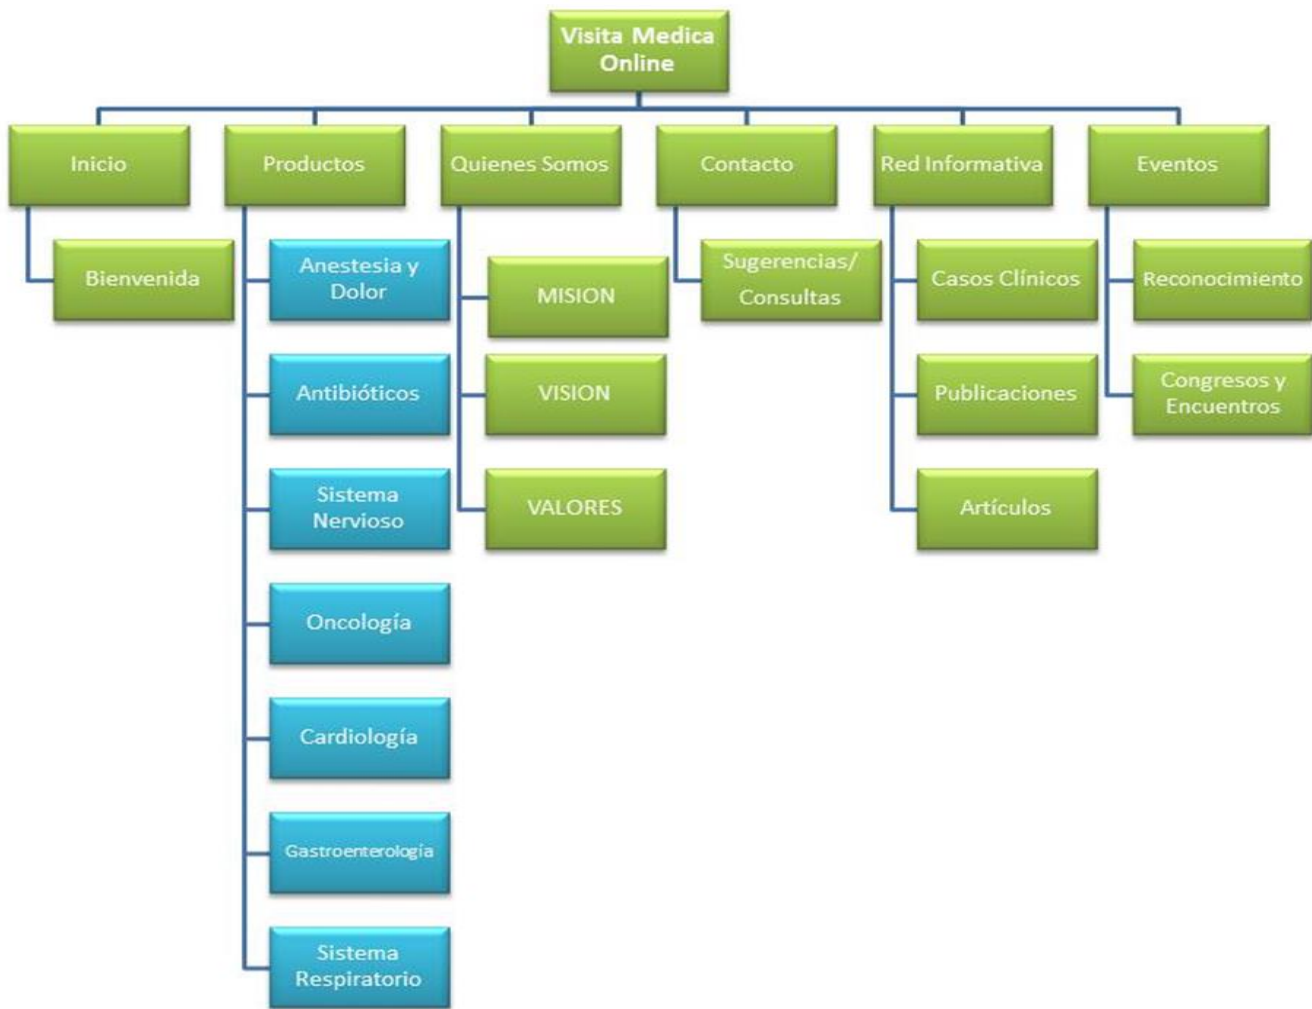 Visita Medica
Online
Inicio
Productos
Quienes Somos
Contacto
Red Informativa
Eventos
Bienvenida
Anestesia y
Dolor
Antibióticos
Sistema
Nervioso
Oncología
Cardiología
Gastroenterología
Sistema
Respiratorio
MISION
VISION
VALORES
Sugerencias/
Consultas
Casos Clínicos
Publicaciones
Artículos
Reconocimiento
Congresos y
Encuentros